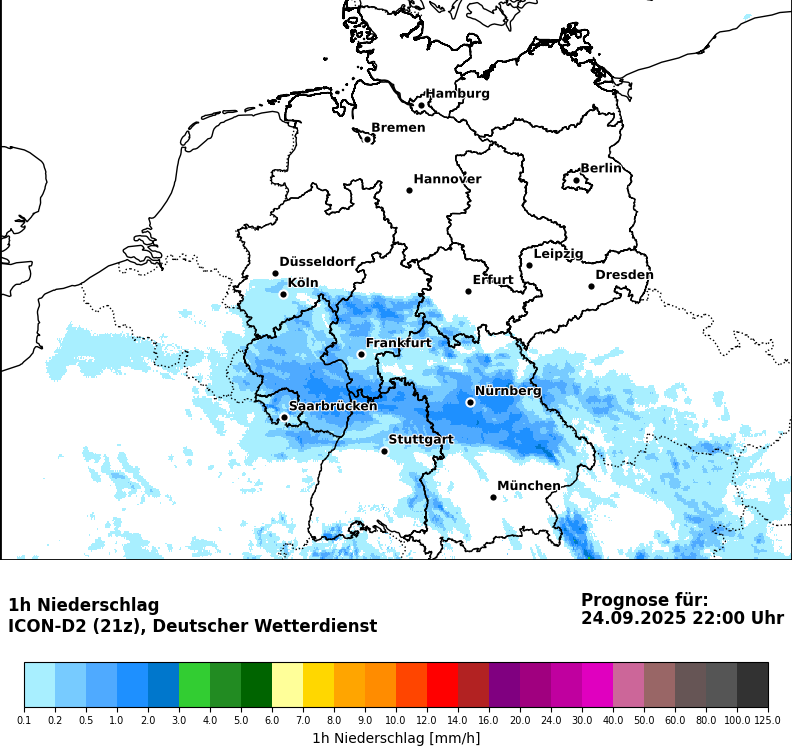 Hamburg
Bremen
Berlin
Hannover
Leipzig
Düsseldorf
Dresden
Köln
Erfurt
Frankfurt
Nürnberg
Saarbrücken
Stuttgart
München
1h Niederschlag
ICON-D2 (21z), Deutscher Wetterdienst
Prognose für:
24.09.2025 22:00 Uhr
0.1 0.2 0.5 1.0 2.0 3.0 4.0 5.0 6.0 7.0 8.0 9.0 10.0 12.0 14.0 16.0 20.0 24.0 30.0 40.0 50.0 60.0 80.0 100.0 125.0
1h Niederschlag [mm/h]